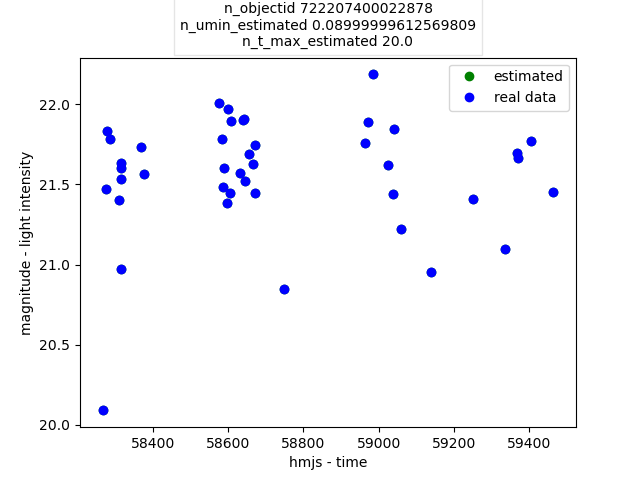 n_objectid 722207400022878
n_umin_estimated 0.08999999612569809
n_t_max_estimated 20.0
estimated
real data
magnitude - light intensity
22.0
21.5
21.0
20.5
20.0
58400 58600 58800 59000 59200 59400
hmjs - time